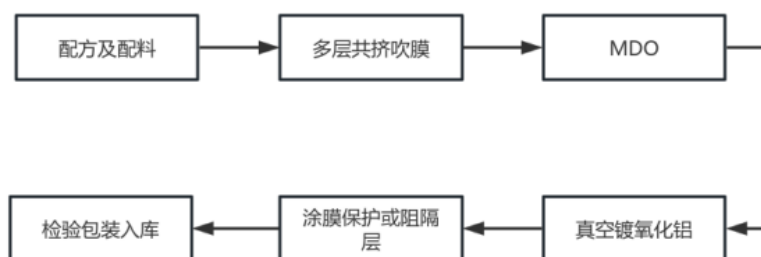 配方及配料
多层共挤吹膜
MDO
检验包装入库
涂膜保护或阻隔
层
真空镀氧化铝